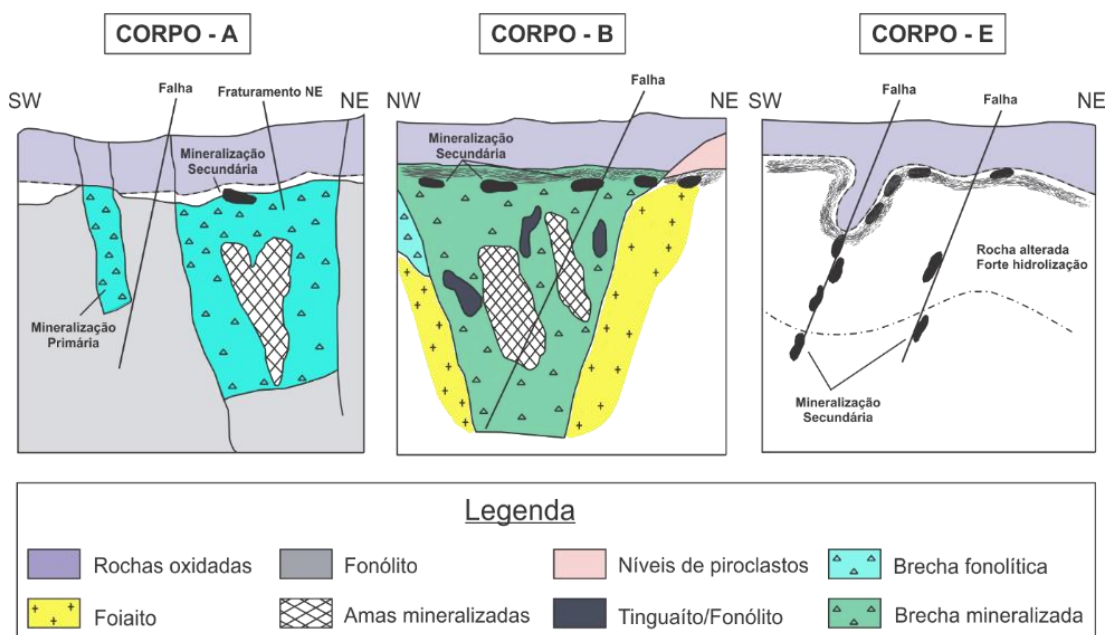 CORPO - A
CORPO - B
CORPO - E
SW
Falha
Fraturamento NE
NE
Mineralização
Secundária
Mineralização
Primária
NW
Falha
NE
Mineralização
Secundária
SW
Falha
Falha
NE
Rocha alterada
Forte hidrolização
Mineralização
Secundária
Legenda
Rochas oxidadas
Fonólito
Níveis de piroclastos
Brecha fonolítica
Foiaito
Amas mineralizadas
Tinguaíto/Fonólito
Brecha mineralizada